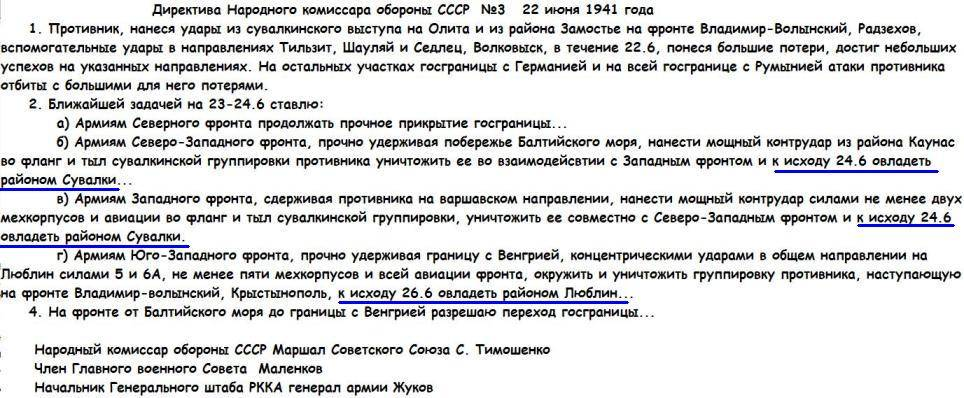 Директива Народного комиссара обороны СССР №3 22 июня 1941 года
1. Противник, нанеся удары из сувалкинского выступа на Олита и из района Замостье на фронте Владимир-Волынский, Радзехов,
вспомогательные удары в направлениях Тильзит, Шауляй и Седлец, Волковыск, в течение 22.6, понеся большие потери, достиг небольших
успехов на указанных направлениях. На остальных участках госграницы с Германией и на всей госгранице с Румынией атаки противника
отбиты с большими для него потерями.
2. Ближайшей задачей на 23-24.6 ставлю:
а) Армиям Северного фронта продолжать прочное прикрытие госграницы...
б) Армиям Северо-Западного фронта, прочно удерживая побережье Балтийского моря, нанести мощный контрудар из района Каунас
во фланг и тыл сувалкинской группировки противника уничтожить ее во взаимодейсвтии с Западным фронтом и к исходу 24.6 овладеть
районом Сувалки...
в) Армиям Западного фронта, сдерживая противника на варшавском направлении, нанести мощный контрудар силами не менее двух
мехкорпусов и авиации во фланг и тыл сувалкинской группировки, уничтожить ее совместно с Северо-Западным фронтом и к исходу 24.6
овладеть районом Сувалки.
г) Армиям Юго-Западного фронта, прочно удерживая границу с Венгрией, концентрическими ударами в общем направлении на
Люблин силами 5 и 6А, не менее пяти мехкорпусов и всей авиации фронта, окружить и уничтожить группировку противника, наступающую
на фронте Владимир-волынский, Крыстынополь, к исходу 26.6 овладеть районом Люблин...
4. На фронте от Балтийского моря до границы с Венгрией разрешаю переход госграницы...
Народный комиссар обороны СССР Маршал Советского Союза С. Тимошенко
Член Главного военного Совета Маленков
Начальник Генерального штаба РККА генерал армии Жуков